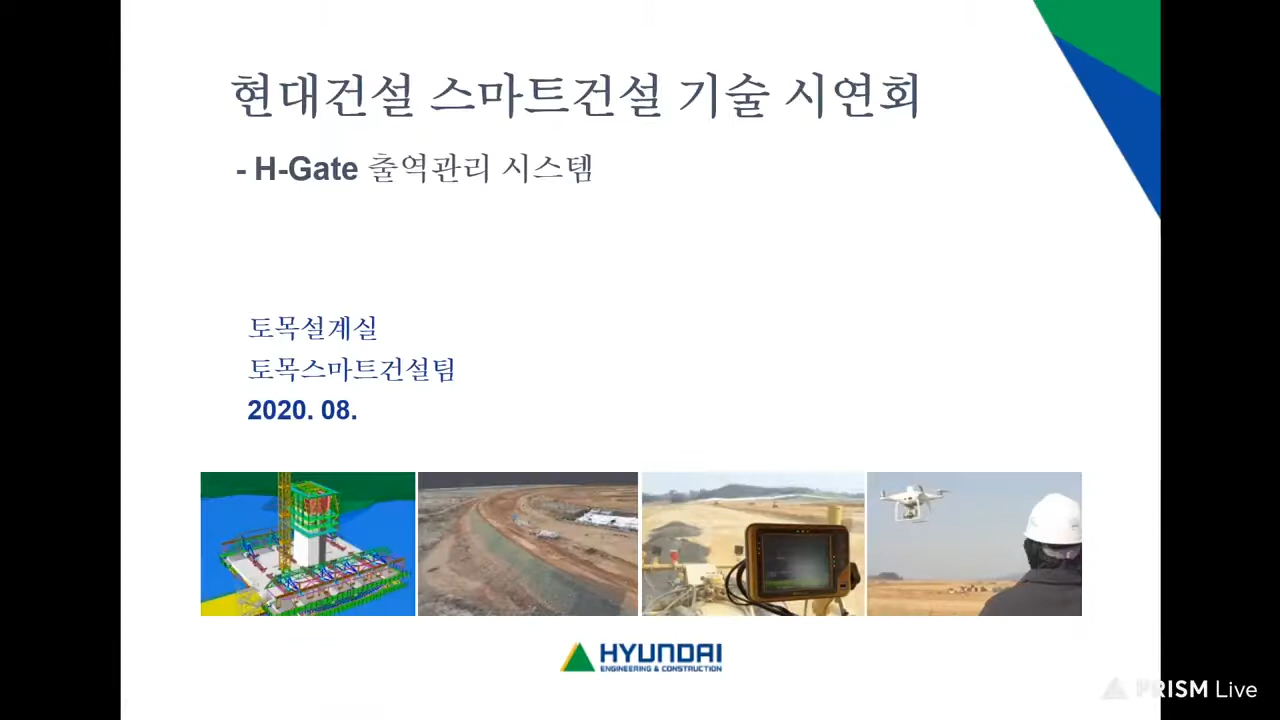 현대건설 스마트건설 기술 시연회
- H-Gate 출역관리 시스템
토목설계실
토목스마트건설팀
2020. 08.
HYUNDAI
ENGINEERING & CONSTRUCTION
PRISM Live